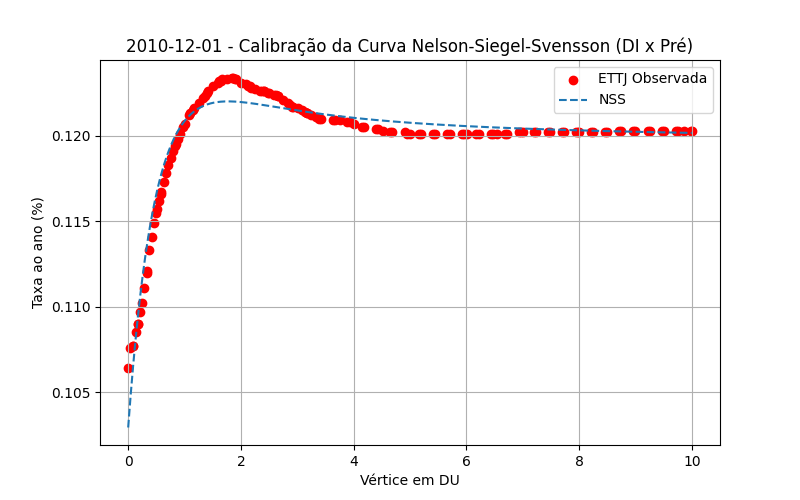 2010-12-01 - Calibração da Curva Nelson-Siegel-Svensson (DI x Pré)
ETTJ Observada
NSS
Taxa ao ano (%)
0.120
0.115
0.110
0.105
0 2 4 6 8 10
Vértice em DU